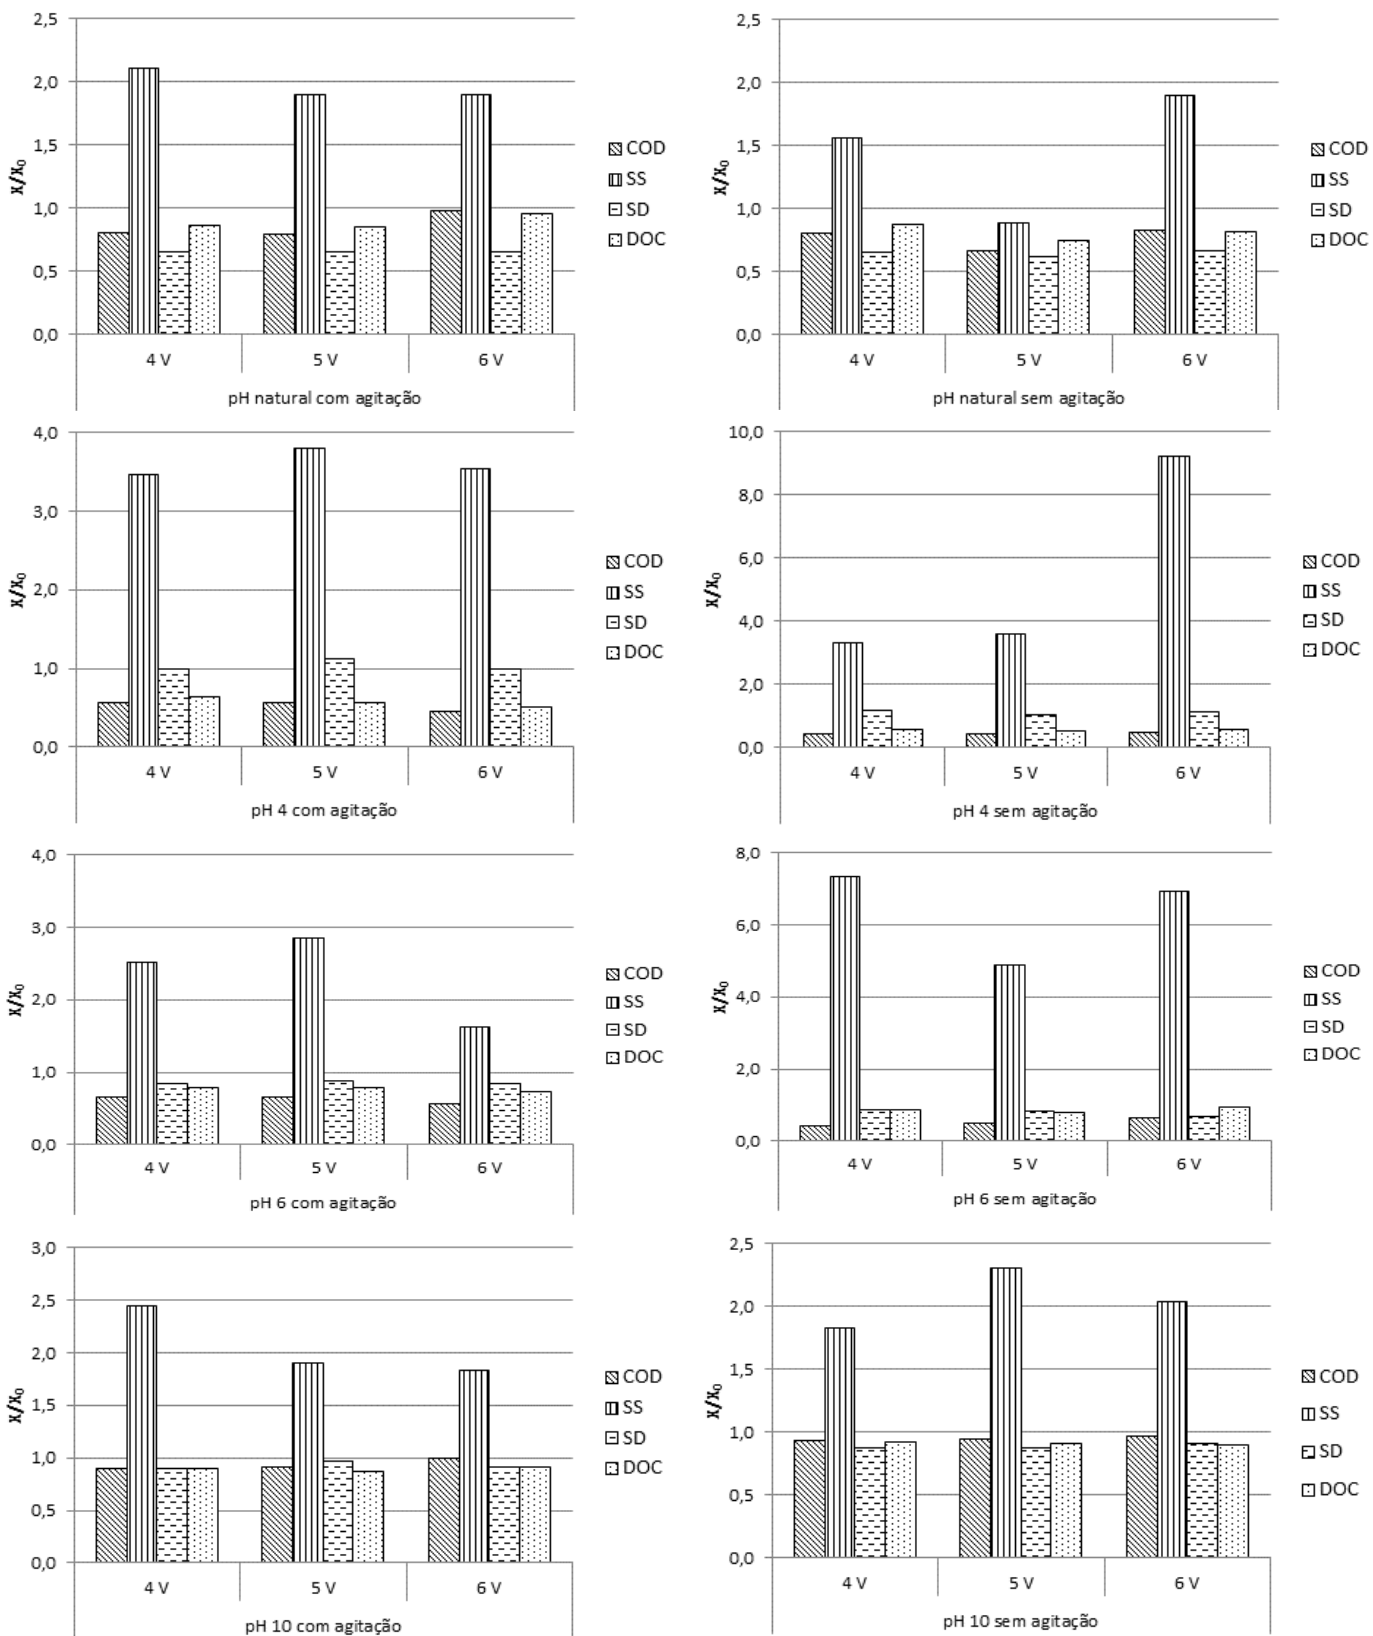 2,5
2,0
1,5
1,0
0,5
0,0
X/X0
4 V 5 V 6 V
pH natural com agitação
COD
SS
SD
DOC
2,5
2,0
1,5
1,0
0,5
0,0
X/X0
4 V 5 V 6 V
pH natural sem agitação
COD
SS
SD
DOC
4,0
3,0
2,0
1,0
0,0
X/X0
4 V 5 V 6 V
pH 4 com agitação
COD
SS
SD
DOC
10,0
8,0
6,0
4,0
2,0
0,0
X/X0
4 V 5 V 6 V
pH 4 sem agitação
COD
SS
SD
DOC
4,0
3,0
2,0
1,0
0,0
X/X0
4 V 5 V 6 V
pH 6 com agitação
COD
SS
SD
DOC
8,0
6,0
4,0
2,0
0,0
X/X0
4 V 5 V 6 V
pH 6 sem agitação
COD
SS
SD
DOC
3,0
2,5
2,0
1,5
1,0
0,5
0,0
X/X0
4 V 5 V 6 V
pH 10 com agitação
COD
SS
SD
DOC
2,5
2,0
1,5
1,0
0,5
0,0
X/X0
4 V 5 V 6 V
pH 10 sem agitação
COD
SS
SD
DOC